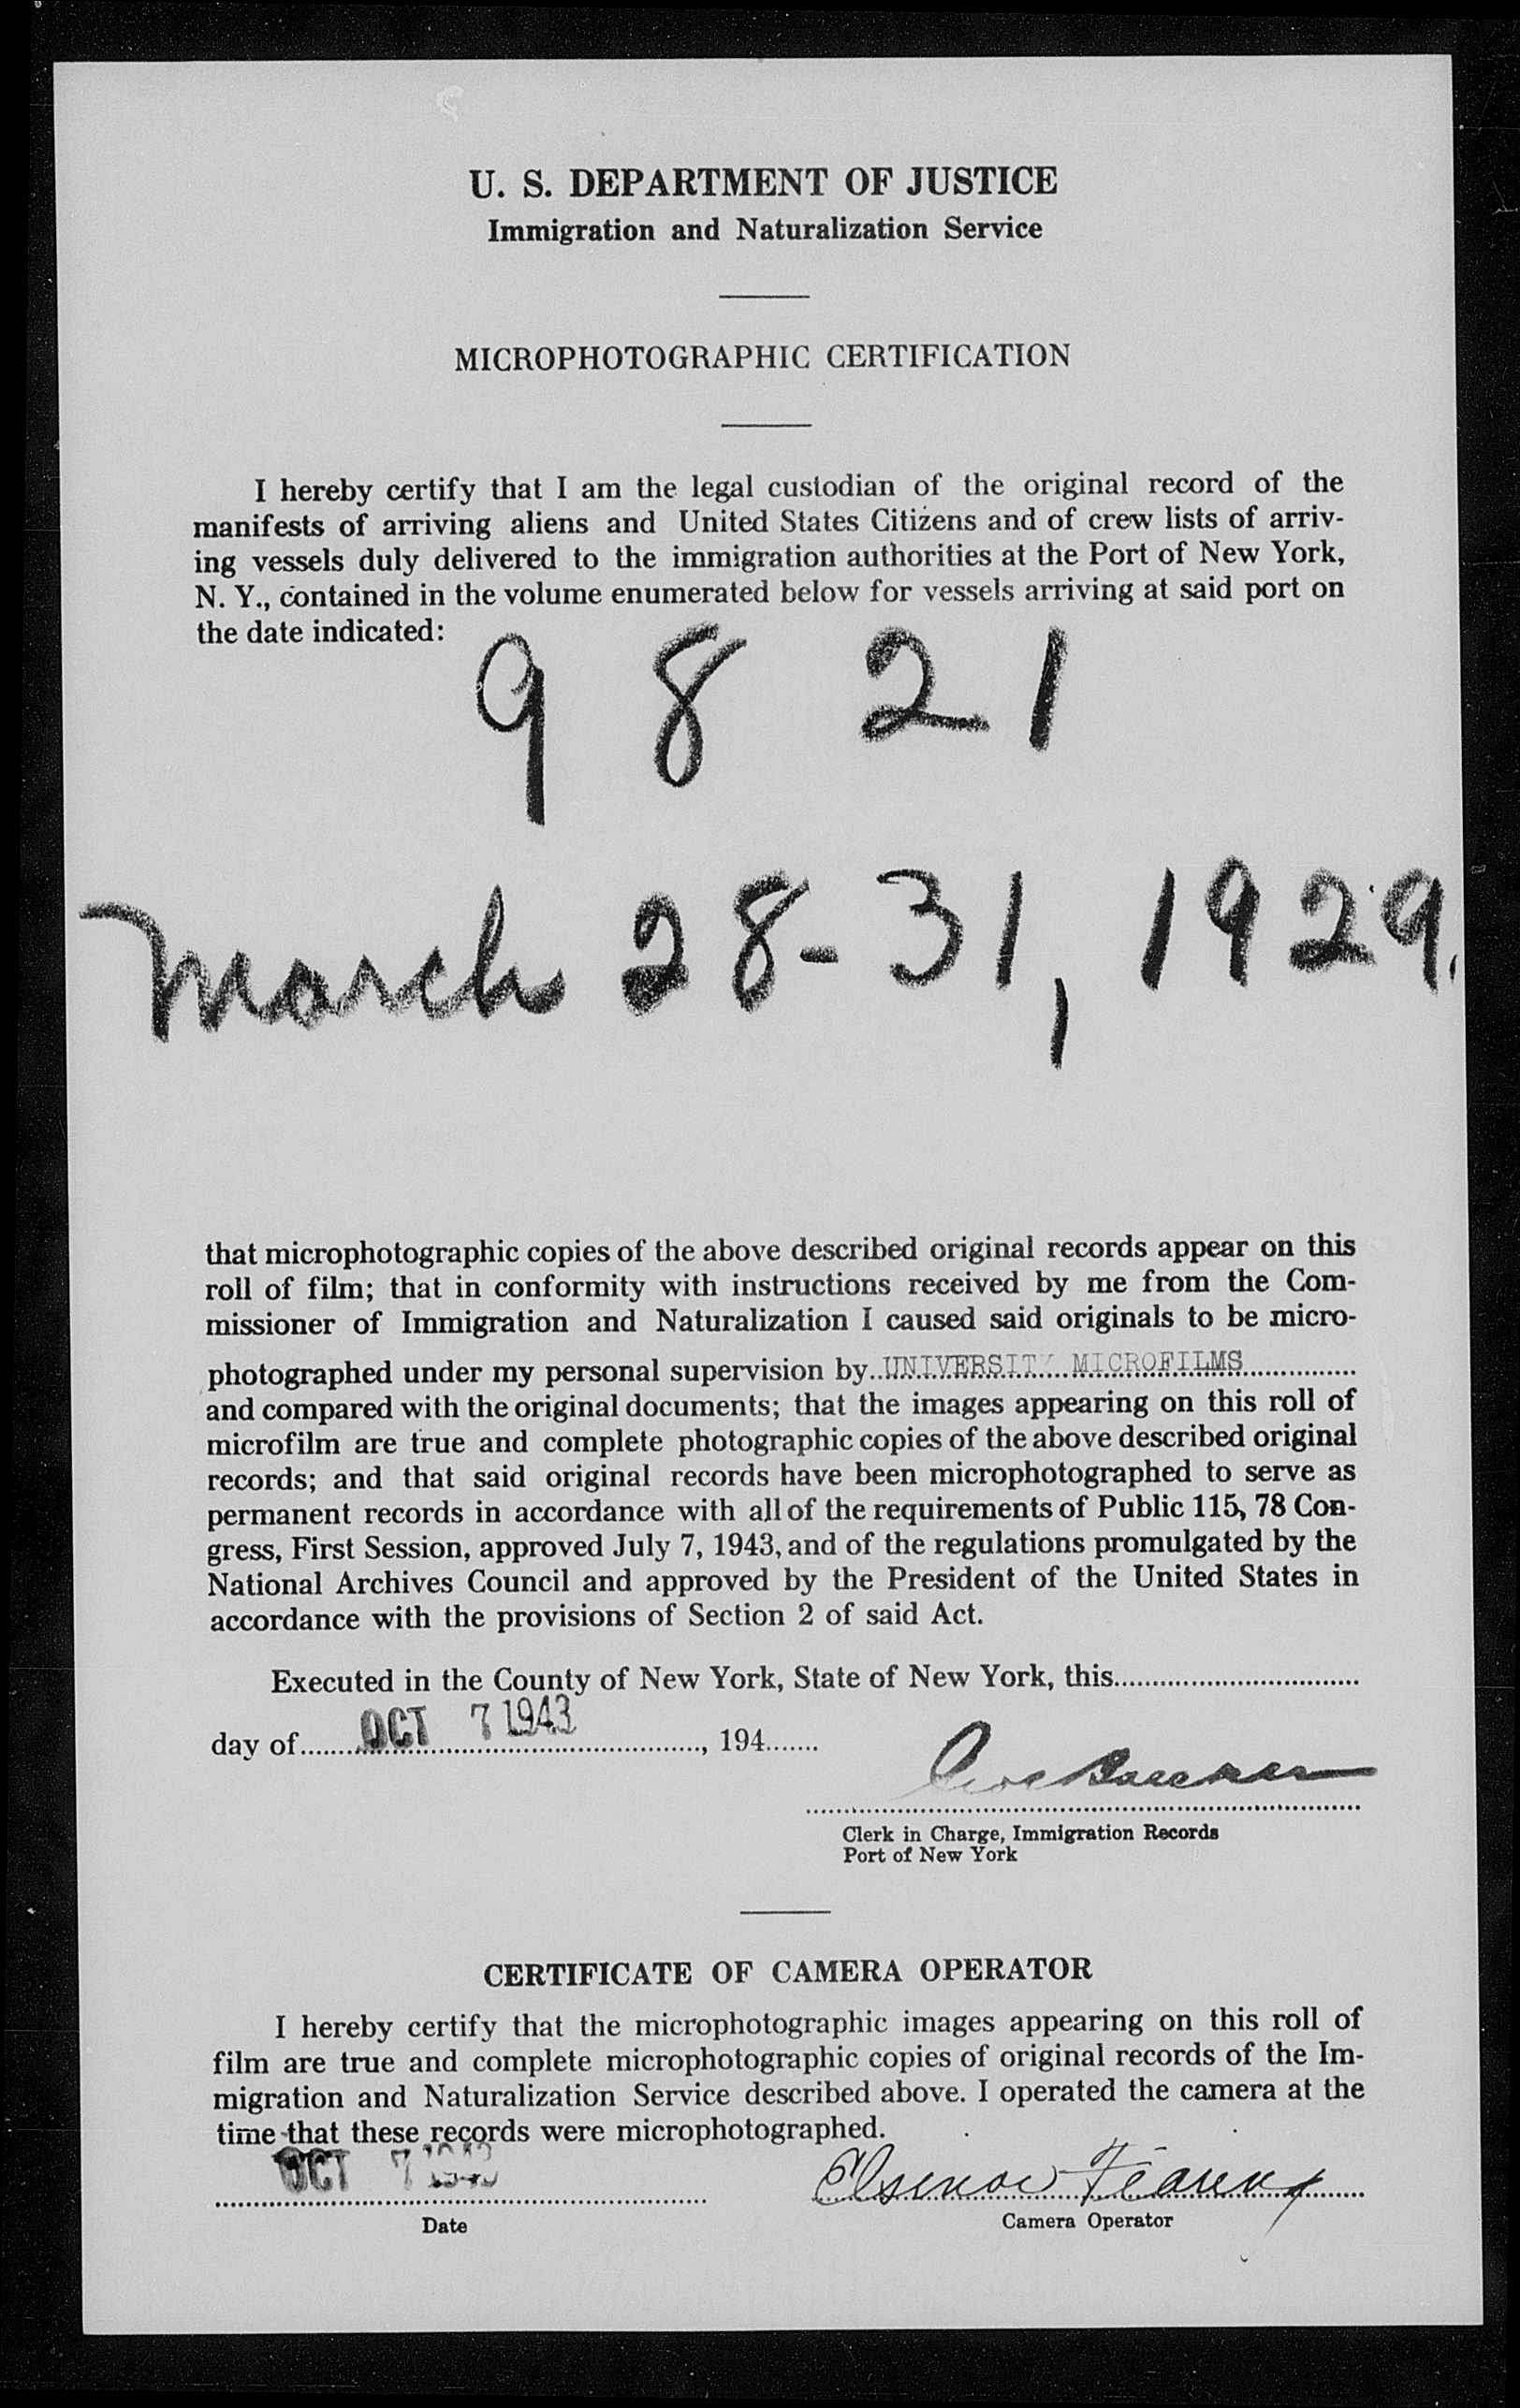 U. S. DEPARTMENT OF JUSTICE
Immigration and Naturalization Service
MICROPHOTOGRAPHIC CERTIFICATION
I hereby certify that I am the legal custodian of the original record of the
manifests of arriving aliens and United States Citizens and of crew lists of arriv-
ing vessels duly delivered to the immigration authorities at the Port of New York,
N. Y., contained in the volume enumerated below for vessels arriving at said port on
the date indicated:
9 8 21
March 28-31, 1929.
that microphotographic copies of the above described original records appear on this
roll of film; that in conformity with instructions received by me from the Com-
missioner of Immigration and Naturalization I caused said originals to be micro-
photographed under my personal supervision by..UNIVERSITY MICROFILMS
and compared with the original documents; that the images appearing on this roll of
microfilm are true and complete photographic copies of the above described original
records; and that said original records have been microphotographed to serve as
permanent records in accordance with all of the requirements of Public 115, 78 Con-
gress, First Session, approved July 7, 1943, and of the regulations promulgated by the
National Archives Council and approved by the President of the United States in
accordance with the provisions of Section 2 of said Act.
Executed in the County of New York, State of New York, this
day of OCT 7 1943, 194
Clerk in Charge, Immigration Records
Port of New York
CERTIFICATE OF CAMERA OPERATOR
I hereby certify that the microphotographic images appearing on this roll of
film are true and complete microphotographic copies of original records of the Im-
migration and Naturalization Service described above. I operated the camera at the
time that these records were microphotographed.
OCT 7 1943
Date
Camera Operator